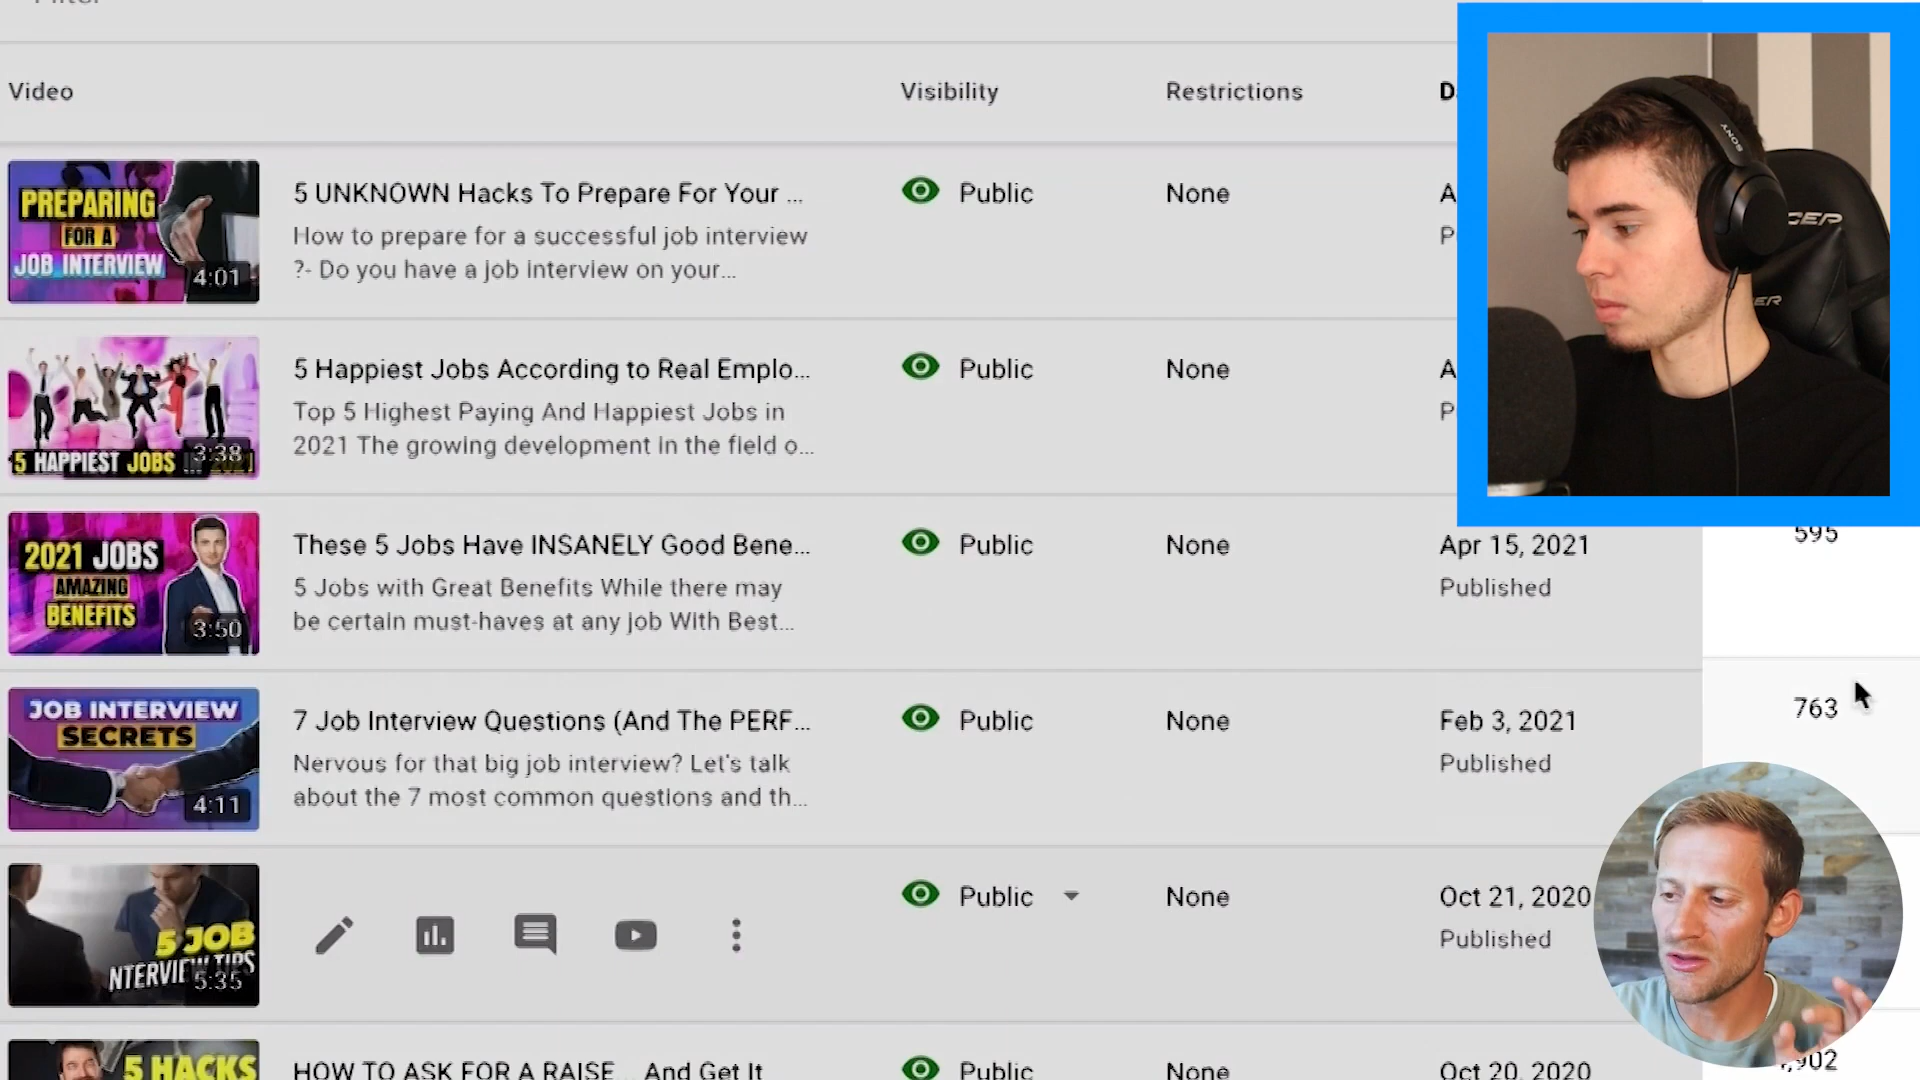 Video
Visibility
Restrictions
PREPARING
FOR A
JOB INTERVIEW
4:01
5 UNKNOWN Hacks To Prepare For Your ...
How to prepare for a successful job interview
?- Do you have a job interview on your...
Public
None
SONY
5 HAPPIEST JOBS
3:38
5 Happiest Jobs According to Real Emplo...
Top 5 Highest Paying And Happiest Jobs in
2021 The growing development in the field o...
Public
None
2021 JOBS
AMAZING
BENEFITS
3:50
These 5 Jobs Have INSANELY Good Bene...
5 Jobs with Great Benefits While there may
be certain must-haves at any job With Best...
Public
None
Apr 15, 2021
Published
595
JOB INTERVIEW
SECRETS
4:11
7 Job Interview Questions (And The PERF...
Nervous for that big job interview? Let's talk
about the 7 most common questions and th...
Public
None
Feb 3, 2021
Published
763
5 JOB
NTERVIEW TIPS
5:35
Public
None
Oct 21, 2020
Published
5 HACKS
HOW TO ASK FOR A RAISE... And Get It
Public
None
Oct 20, 2020